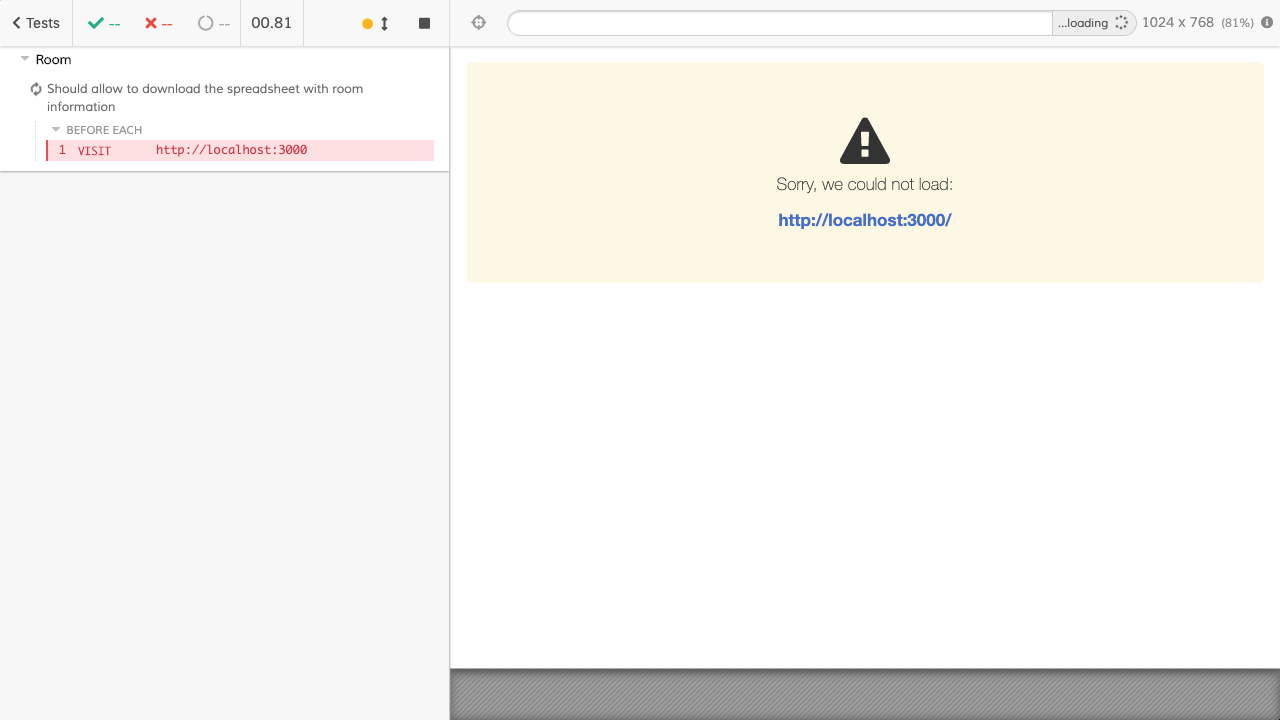 Tests -- -- -- 00.81
...loading 1024 x 768 (81%)
Room
Should allow to download the spreadsheet with room
information
BEFORE EACH
1 VISIT http://localhost:3000
Sorry, we could not load:
http://localhost:3000/